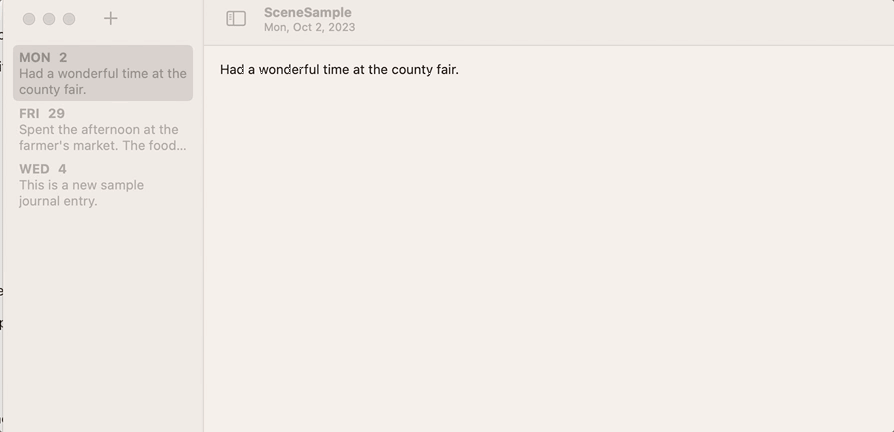 SceneSample
Mon, Oct 2, 2023
MON 2
Had a wonderful time at the
county fair.
FRI 29
Spent the afternoon at the
farmer's market. The food...
WED 4
This is a new sample
journal entry.
Had a wonderful time at the county fair.